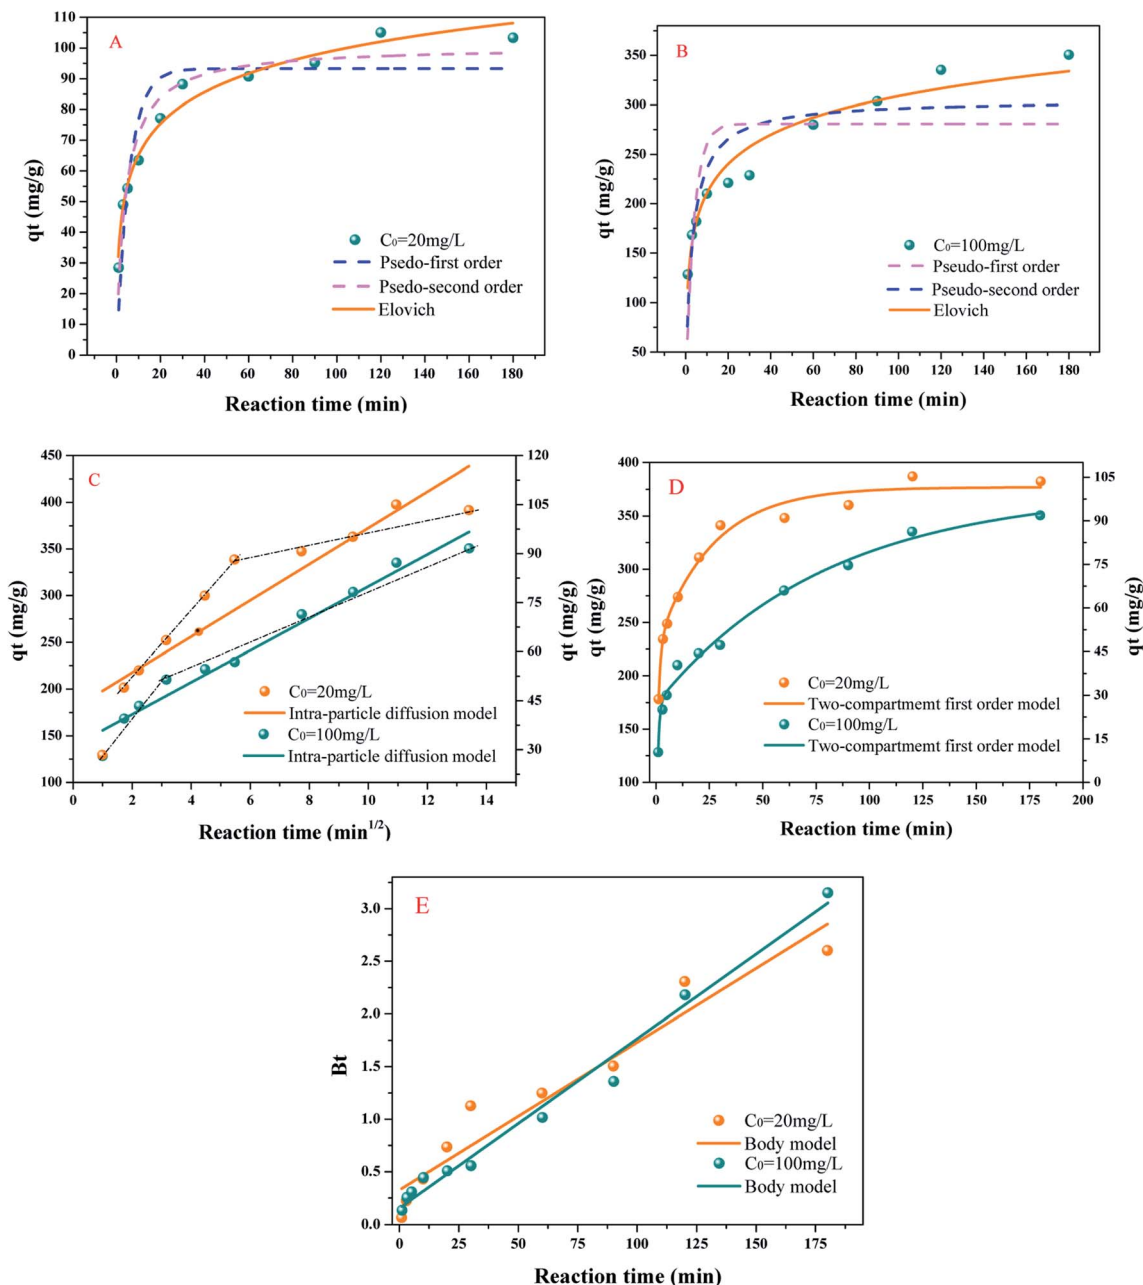 A
110
100
90
80
70
60
50
40
30
20
10
0
qt (mg/g)
C₀=20mg/L
Psedo-first order
Psedo-second order
Elovich
0 20 40 60 80 100 120 140 160 180
Reaction time (min)
B
350
300
250
200
150
100
50
qt (mg/g)
C₀=100mg/L
Pseudo-first order
Pseudo-second order
Elovich
0 20 40 60 80 100 120 140 160 180
Reaction time (min)
C
450
400
350
300
250
200
150
100
qt (mg/g)
120
105
90
75
60
45
30
qt (mg/g)
C₀=20mg/L
Intra-particle diffusion model
C₀=100mg/L
Intra-particle diffusion model
0 2 4 6 8 10 12 14
Reaction time (min^1/2)
D
400
350
300
250
200
150
100
qt (mg/g)
105
90
75
60
45
30
15
0
qt (mg/g)
C₀=20mg/L
Two-compartment first order model
C₀=100mg/L
Two-compartmemt first order model
0 25 50 75 100 125 150 175 200
Reaction time (min)
E
3.0
2.5
2.0
1.5
1.0
0.5
0.0
Bt
C₀=20mg/L
Body model
C₀=100mg/L
Body model
0 25 50 75 100 125 150 175
Reaction time (min)